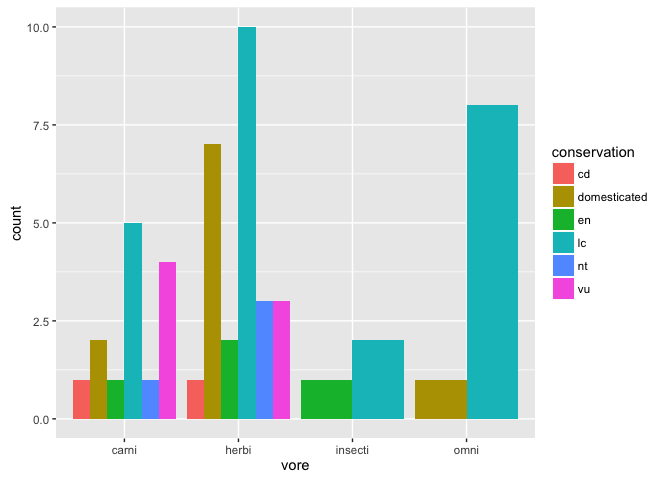 10.0
7.5
5.0
2.5
0.0
count
carni herbi insecti omni
vore
conservation
cd
domesticated
en
lc
nt
vu